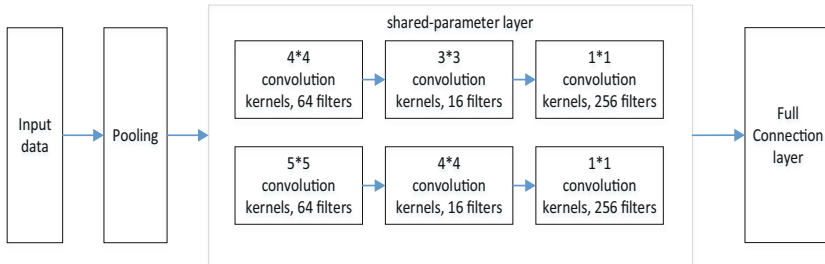 shared-parameter layer
Input
data
Pooling
4*4
convolution
kernels, 64 filters
3*3
convolution
kernels, 16 filters
1*1
convolution
kernels, 256 filters
5*5
convolution
kernels, 64 filters
4*4
convolution
kernels, 16 filters
1*1
convolution
kernels, 256 filters
Full
Connection
layer